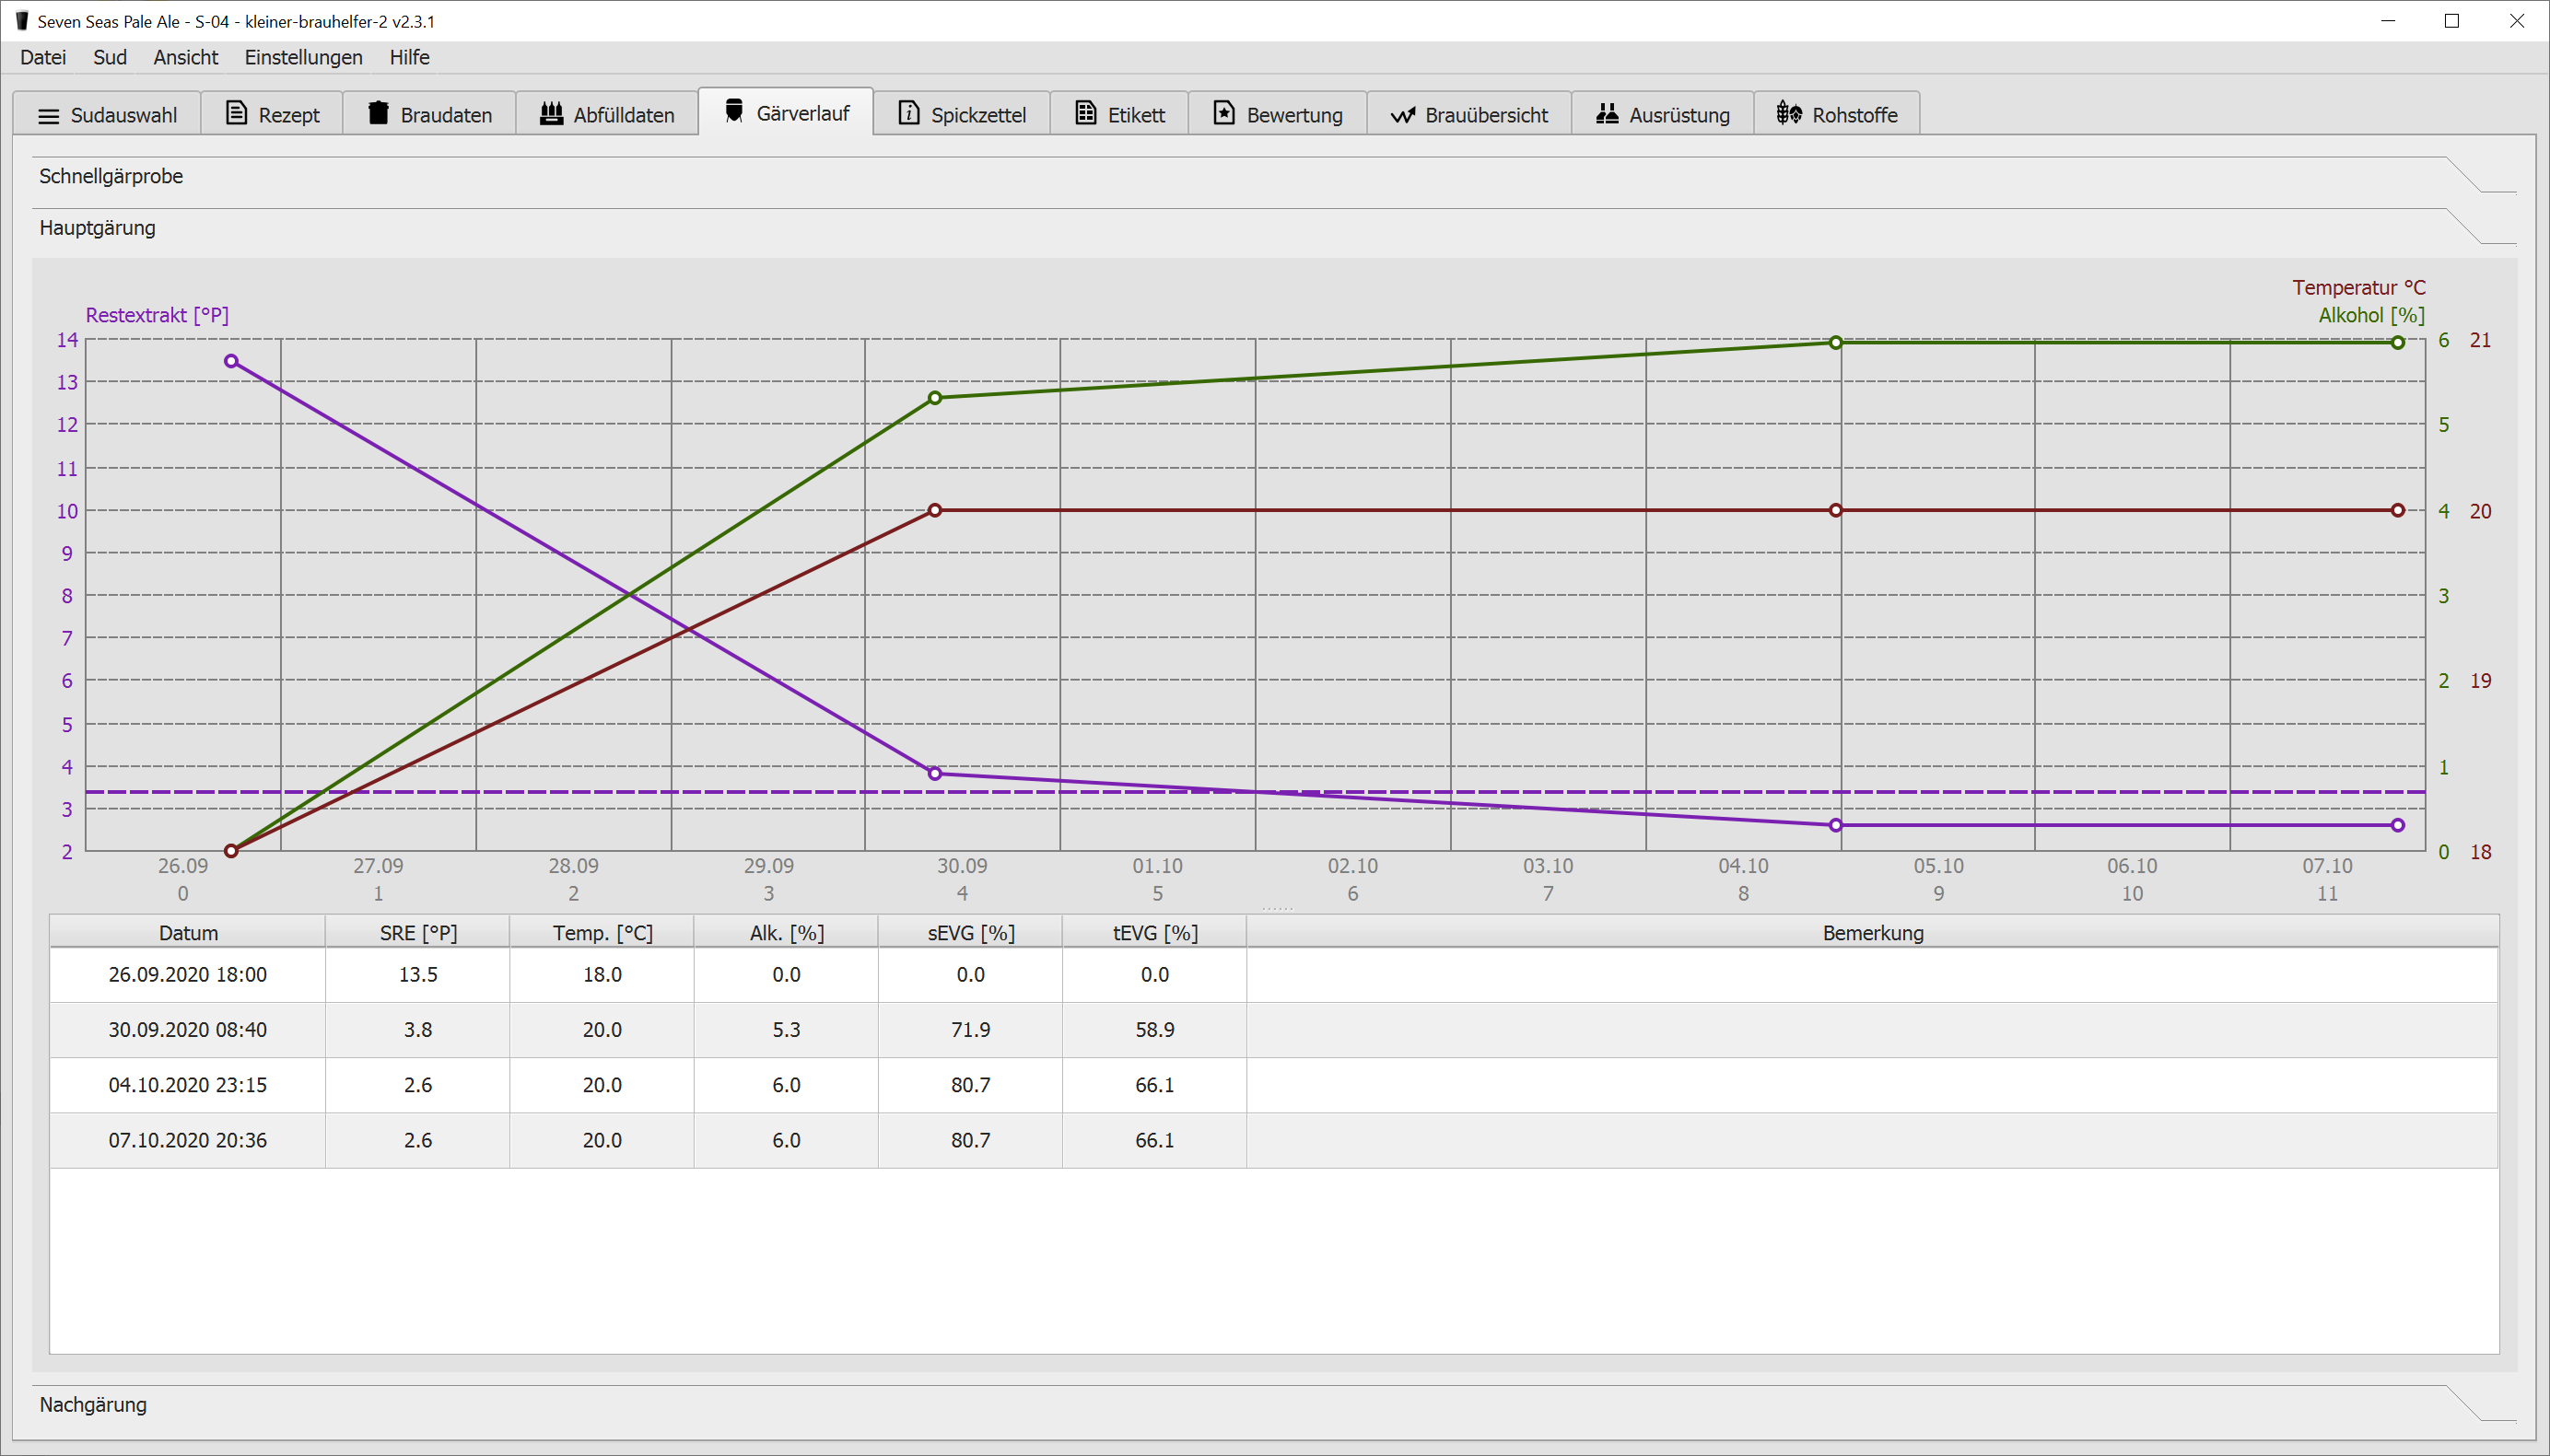 Seven Seas Pale Ale - S-04 - kleiner-brauhelfer-2 v2.3.1
Datei Sud Ansicht Einstellungen Hilfe
Sudauswahl Rezept Braudaten Abfülldaten Gärverlauf Spickzettel Etikett Bewertung Brauübersicht Ausrüstung Rohstoffe
Schnellgärprobe
Hauptgärung
Temperatur °C
Restextrakt [°P] Alkohol [%]
14 6 21
13
12 5
11
10 4 20
9
8 3
7
6 2 19
5
4 1
3
2 0 18
26.09 27.09 28.09 29.09 30.09 01.10 02.10 03.10 04.10 05.10 06.10 07.10
0 1 2 3 4 5 6 7 8 9 10 11
Datum SRE [°P] Temp. [°C] Alk. [%] sEVG [%] tEVG [%] Bemerkung
26.09.2020 18:00 13.5 18.0 0.0 0.0 0.0
30.09.2020 08:40 3.8 20.0 5.3 71.9 58.9
04.10.2020 23:15 2.6 20.0 6.0 80.7 66.1
07.10.2020 20:36 2.6 20.0 6.0 80.7 66.1
Nachgärung